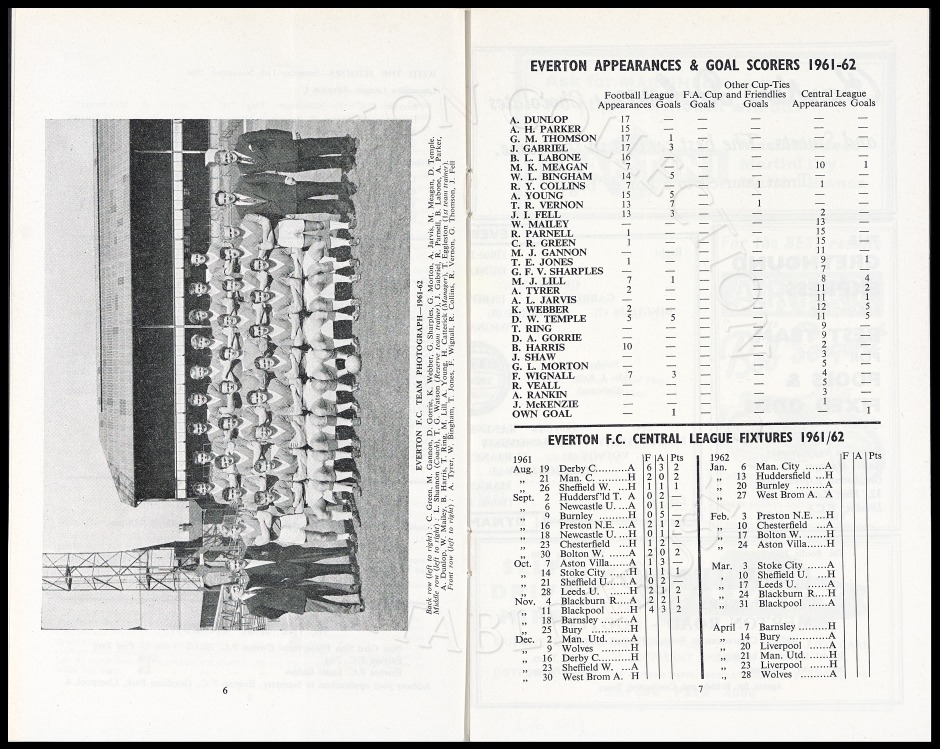 EVERTON F.C. TEAM PHOTOGRAPH—1961-62
Back row (left to right) : C. Green, M. Gannon, D. Gorrie, K. Webber, G. Sharples, G. Morton, A. Jarvis, M. Meagan, D. Temple.
Middle row (left to right) : L. Shannon (Coach), T. G. Watson (Reserve team trainer), J. Gabriel, R. Parnell, B. Labone, A. Parker,
A. Dunlop, W. Mailey, B. Harris, T. Ring, M. Lill, A. Young, H. Catterick (Manager), T. Eggleston (1st team trainer).
Front row (left to right) : A. Tyrer, W. Bingham, T. Jones, F. Wignall, R. Collins, R. Vernon, G. Thomson, J. Fell
6
EVERTON APPEARANCES & GOAL SCORERS 1961-62
Other Cup-Ties
Football League F.A. Cup and Friendlies Central League
Appearances Goals Goals Goals Appearances Goals
A. DUNLOP 17 — — — — —
A. H. PARKER 15 — — — — —
G. M. THOMSON 17 1 — — — —
J. GABRIEL 17 3 — — — —
B. L. LABONE 16 — — — — —
M. K. MEAGAN 7 — — — 10 1
W. L. BINGHAM 14 5 — — — —
R. Y. COLLINS 7 — — 1 1 —
A. YOUNG 15 5 — — — —
T. R. VERNON 13 7 — 1 — —
J. I. FELL 13 3 — — 2 —
W. MAILEY — — — — 13 —
R. PARNELL 1 — — — 15 —
C. R. GREEN 1 — — — 15 —
M. J. GANNON — — — — 11 —
T. E. JONES 1 — — — 9 1
G. F. V. SHARPLES — — — — 7 —
M. J. LILL 7 1 — — 8 4
A. TYRER 2 — — — 11 2
A. L. JARVIS — — — — 11 1
K. WEBBER 2 — — — 12 5
D. W. TEMPLE 5 5 — — 11 5
T. RING — — — — 9 —
D. A. GORRIE — — — — 9 —
B. HARRIS 10 — — — 2 —
J. SHAW — — — — 3 —
G. L. MORTON — — — — 5 —
F. WIGNALL 7 3 — — 4 —
R. VEALL — — — — 5 —
A. RANKIN — — — — 3 —
J. McKENZIE — — — — 1 —
OWN GOAL — 1 — — — 1
EVERTON F.C. CENTRAL LEAGUE FIXTURES 1961/62
1961 F A Pts
Aug. 19 Derby C..........A 6 3 2
„ 21 Man. C. .........H 2 0 2
„ 26 Sheffield W. ...H 1 1 1
Sept. 2 Huddersf'ld T. A 0 2 —
„ 6 Newcastle U. ...A 0 1 —
„ 9 Burnley .........H 0 5 —
„ 16 Preston N.E. ...A 2 1 2
„ 18 Newcastle U. ...H 0 1 —
„ 23 Chesterfield ...H 1 2 —
„ 30 Bolton W. ......A 2 0 2
Oct. 7 Aston Villa......A 1 3 —
„ 14 Stoke City ......H 1 1 1
„ 21 Sheffield U.......A 0 2 —
„ 28 Leeds U. .........H 2 1 2
Nov. 4 Blackburn R....A 2 2 1
„ 11 Blackpool ......H 4 3 2
„ 18 Barnsley .........A
„ 25 Bury ............H
Dec. 2 Man. Utd. ......A
„ 9 Wolves .........H
„ 16 Derby C..........H
„ 23 Sheffield W. ...A
„ 30 West Brom A. H
1962 F A Pts
Jan. 6 Man. City ......A
„ 13 Huddersfield ...H
„ 20 Burnley .........A
„ 27 West Brom A. A
Feb. 3 Preston N.E. ...H
„ 10 Chesterfield ...A
„ 17 Bolton W. ......H
„ 24 Aston Villa......H
Mar. 3 Stoke City ......A
„ 10 Sheffield U. ...H
„ 17 Leeds U. .........A
„ 24 Blackburn R....H
„ 31 Blackpool ......A
April 7 Barnsley.........H
„ 14 Bury ............A
„ 20 Liverpool ......A
„ 21 Man. Utd. ......H
„ 23 Liverpool ......H
„ 28 Wolves .........A
7